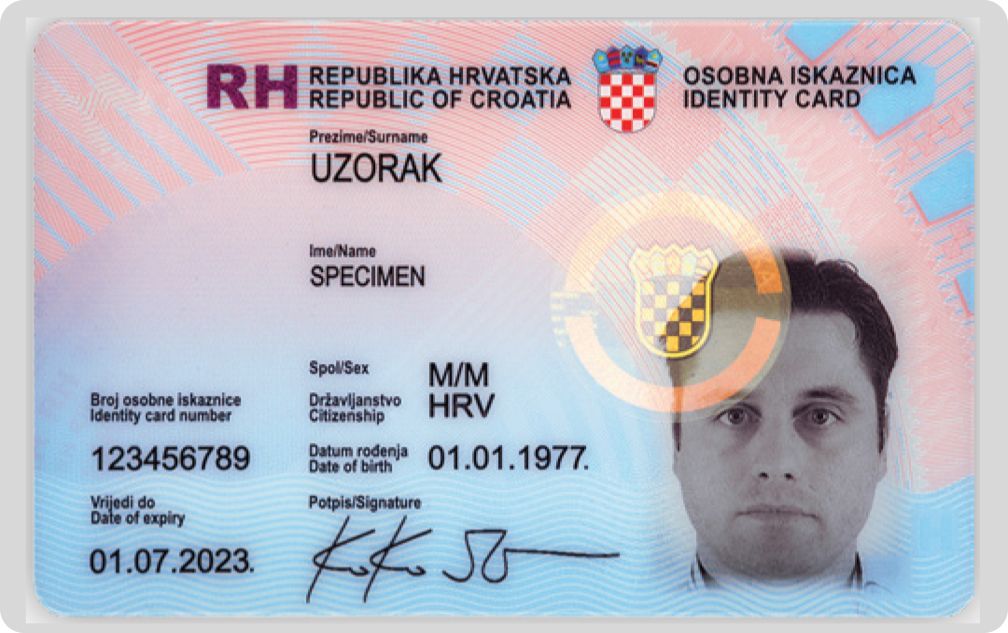 RH REPUBLIKA HRVATSKA
REPUBLIC OF CROATIA
OSOBNA ISKAZNICA
IDENTITY CARD
Prezime/Surname
UZORAK
Ime/Name
SPECIMEN
Spol/Sex
M/M
Državljanstvo
Citizenship
HRV
Broj osobne iskaznice
Identity card number
123456789
Datum rođenja
Date of birth
01.01.1977.
Vrijedi do
Date of expiry
01.07.2023.
Potpis/Signature